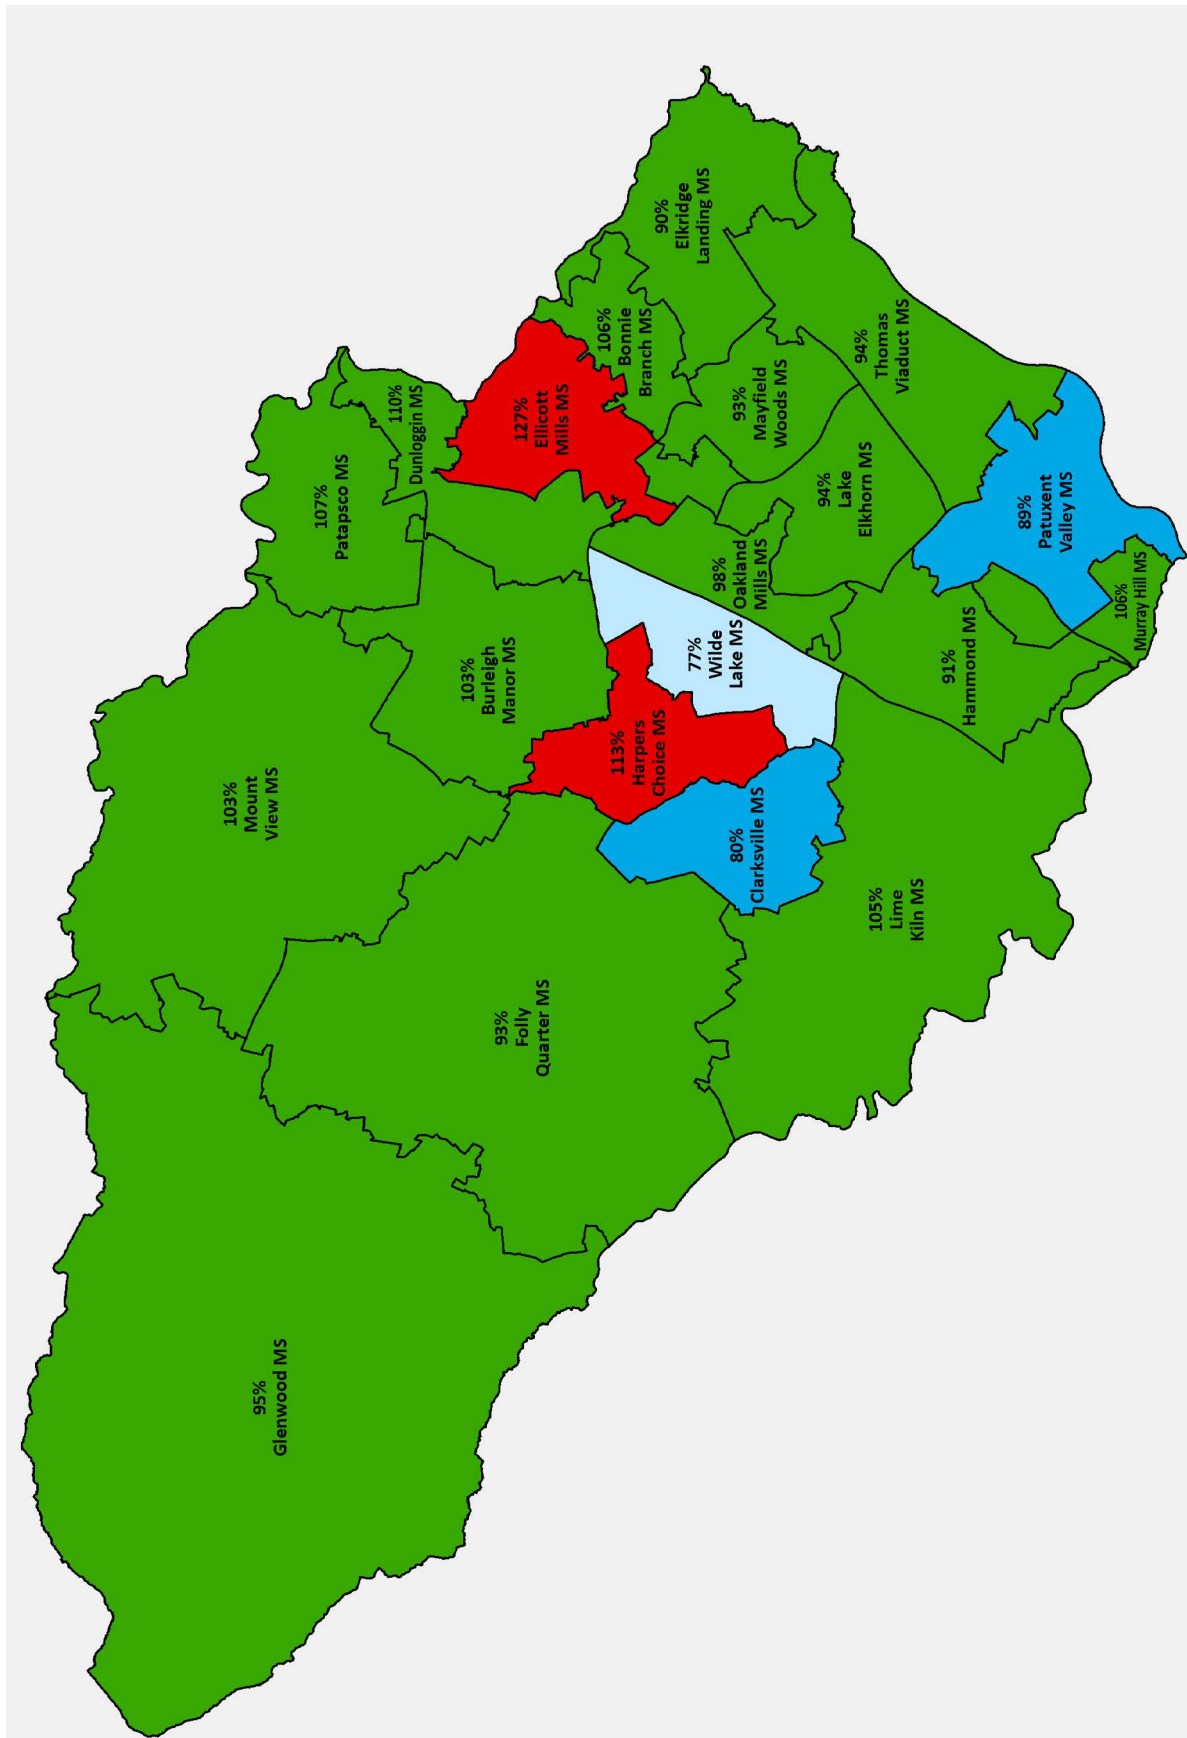 95%
Glenwood MS
103%
Mount
View MS
107%
Patapsco MS
110%
Dunloggin MS
93%
Folly
Quarter MS
103%
Burleigh
Manor MS
127%
Ellicott
Mills MS
106%
Bonnie
Branch MS
90%
Elkridge
Landing MS
113%
Harpers
Choice MS
77%
Wilde
Lake MS
98%
Oakland
Mills MS
93%
Mayfield
Woods MS
80%
Clarksville MS
94%
Lake
Elkhorn MS
94%
Thomas
Viaduct MS
105%
Lime
Kiln MS
91%
Hammond MS
89%
Patuxent
Valley MS
106%
Murray Hill MS